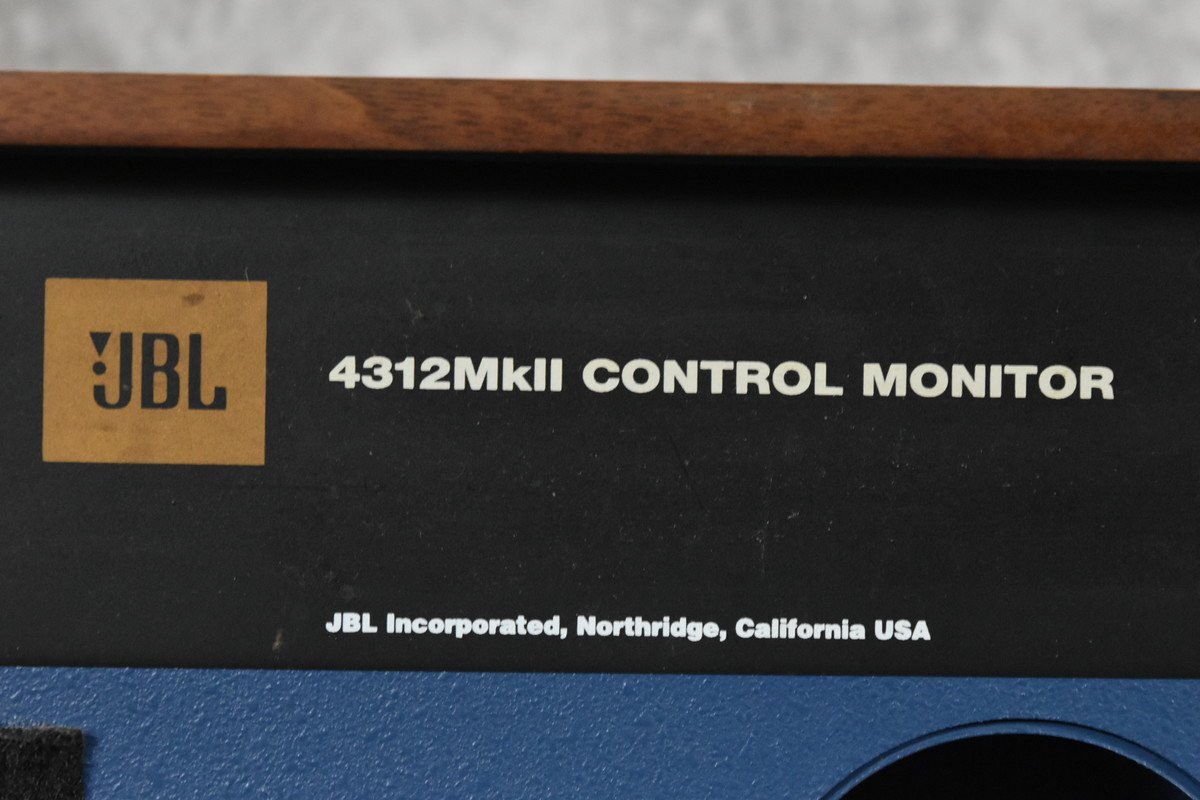 JBL
4312MkII CONTROL MONITOR
JBL Incorporated, Northridge, California USA